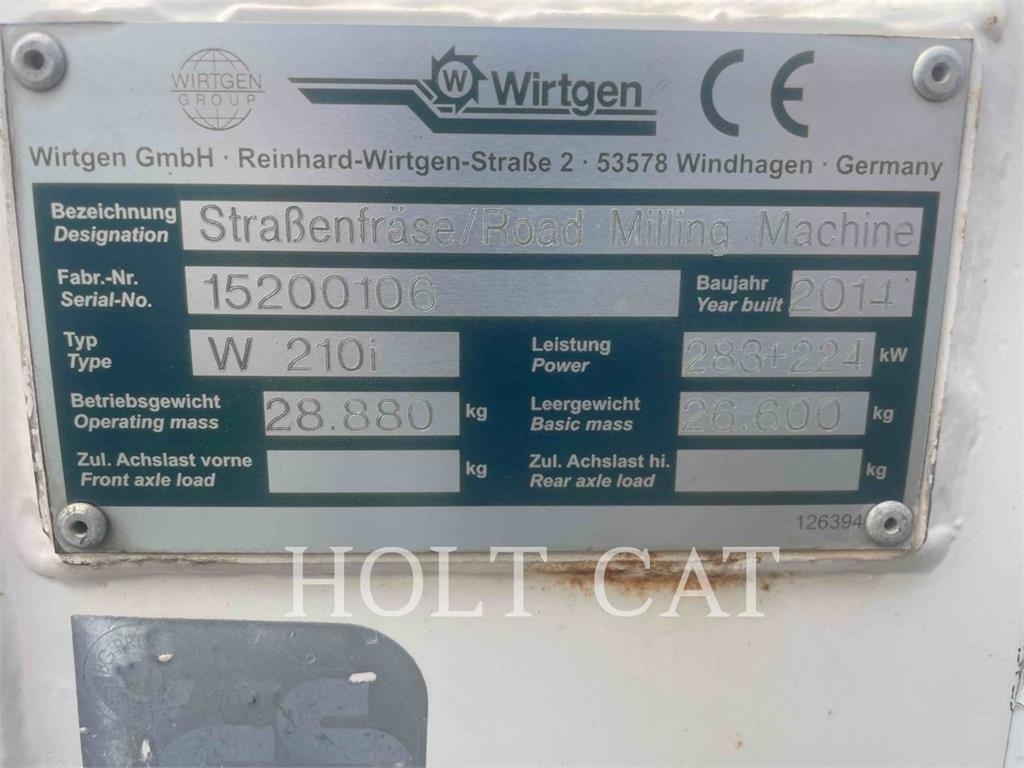 WIRTGEN
GROUP
W Wirtgen CE
Wirtgen GmbH · Reinhard-Wirtgen-Straße 2 · 53578 Windhagen · Germany
Bezeichnung
Designation
Straßenfräse/Road Milling Machine
Fabr.-Nr.
Serial-No.
15200106
Baujahr
Year built
2014
Typ
Type
W 210i
Leistung
Power
283+224 kW
Betriebsgewicht
Operating mass
28.880 kg
Leergewicht
Basic mass
26.600 kg
Zul. Achslast vorne
Front axle load
kg
Zul. Achslast hi.
Rear axle load
kg
126394
HOLT CAT